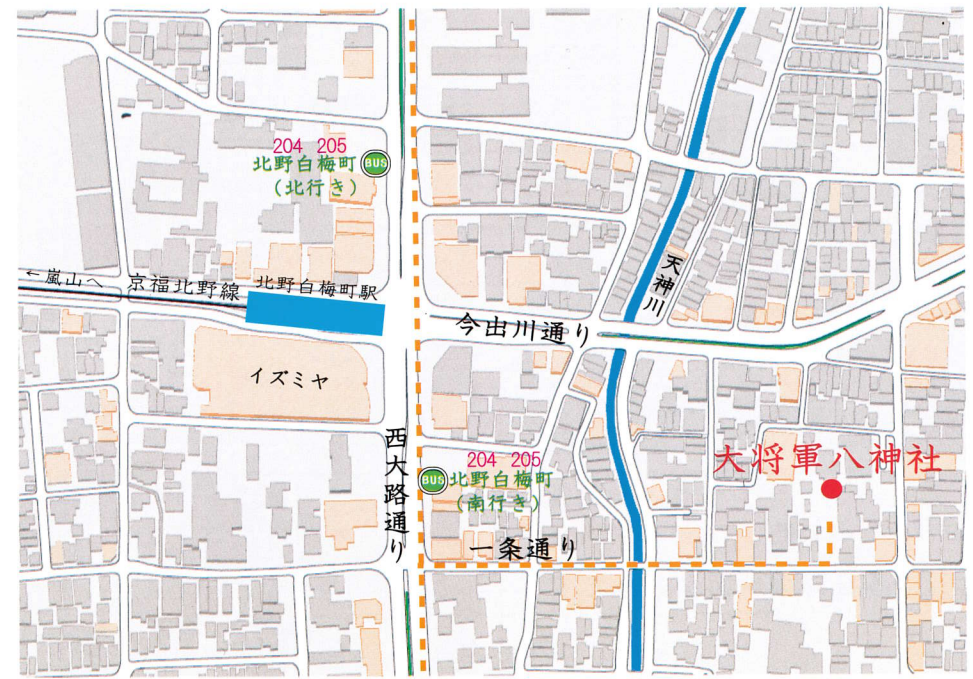 204 205
北野白梅町
(北行き)
BUS
←嵐山へ 京福北野線 北野白梅町駅
天神川
今出川通り
イズミヤ
西大路通り
大将軍八神社
204 205
BUS 北野白梅町
(南行き)
一条通り